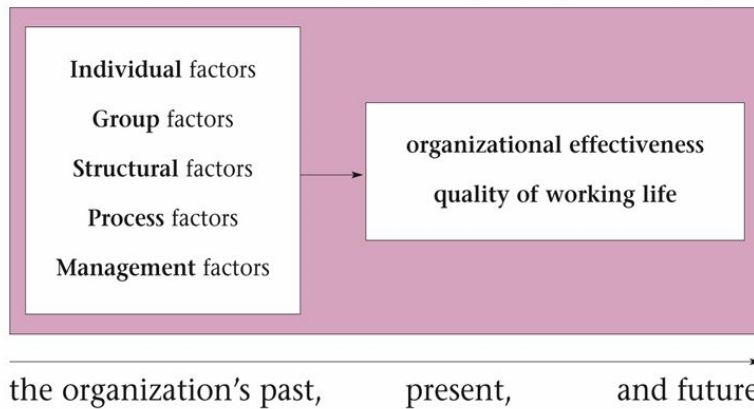 Individual factors
Group factors
Structural factors
Process factors
Management factors
organizational effectiveness
quality of working life
the organization's past, present, and future